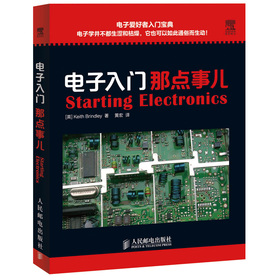 电子爱好者入门宝典
电子学并不都生涩和枯燥，它也可以如此通俗而生动！
电子入门 那点事儿
Starting Electronics
[英] Keith Brindley 著 黄宏 译
人民邮电出版社
POSTS & TELECOM PRESS
电子入门
那点事儿
Starting
Electronics
人民邮电出版社